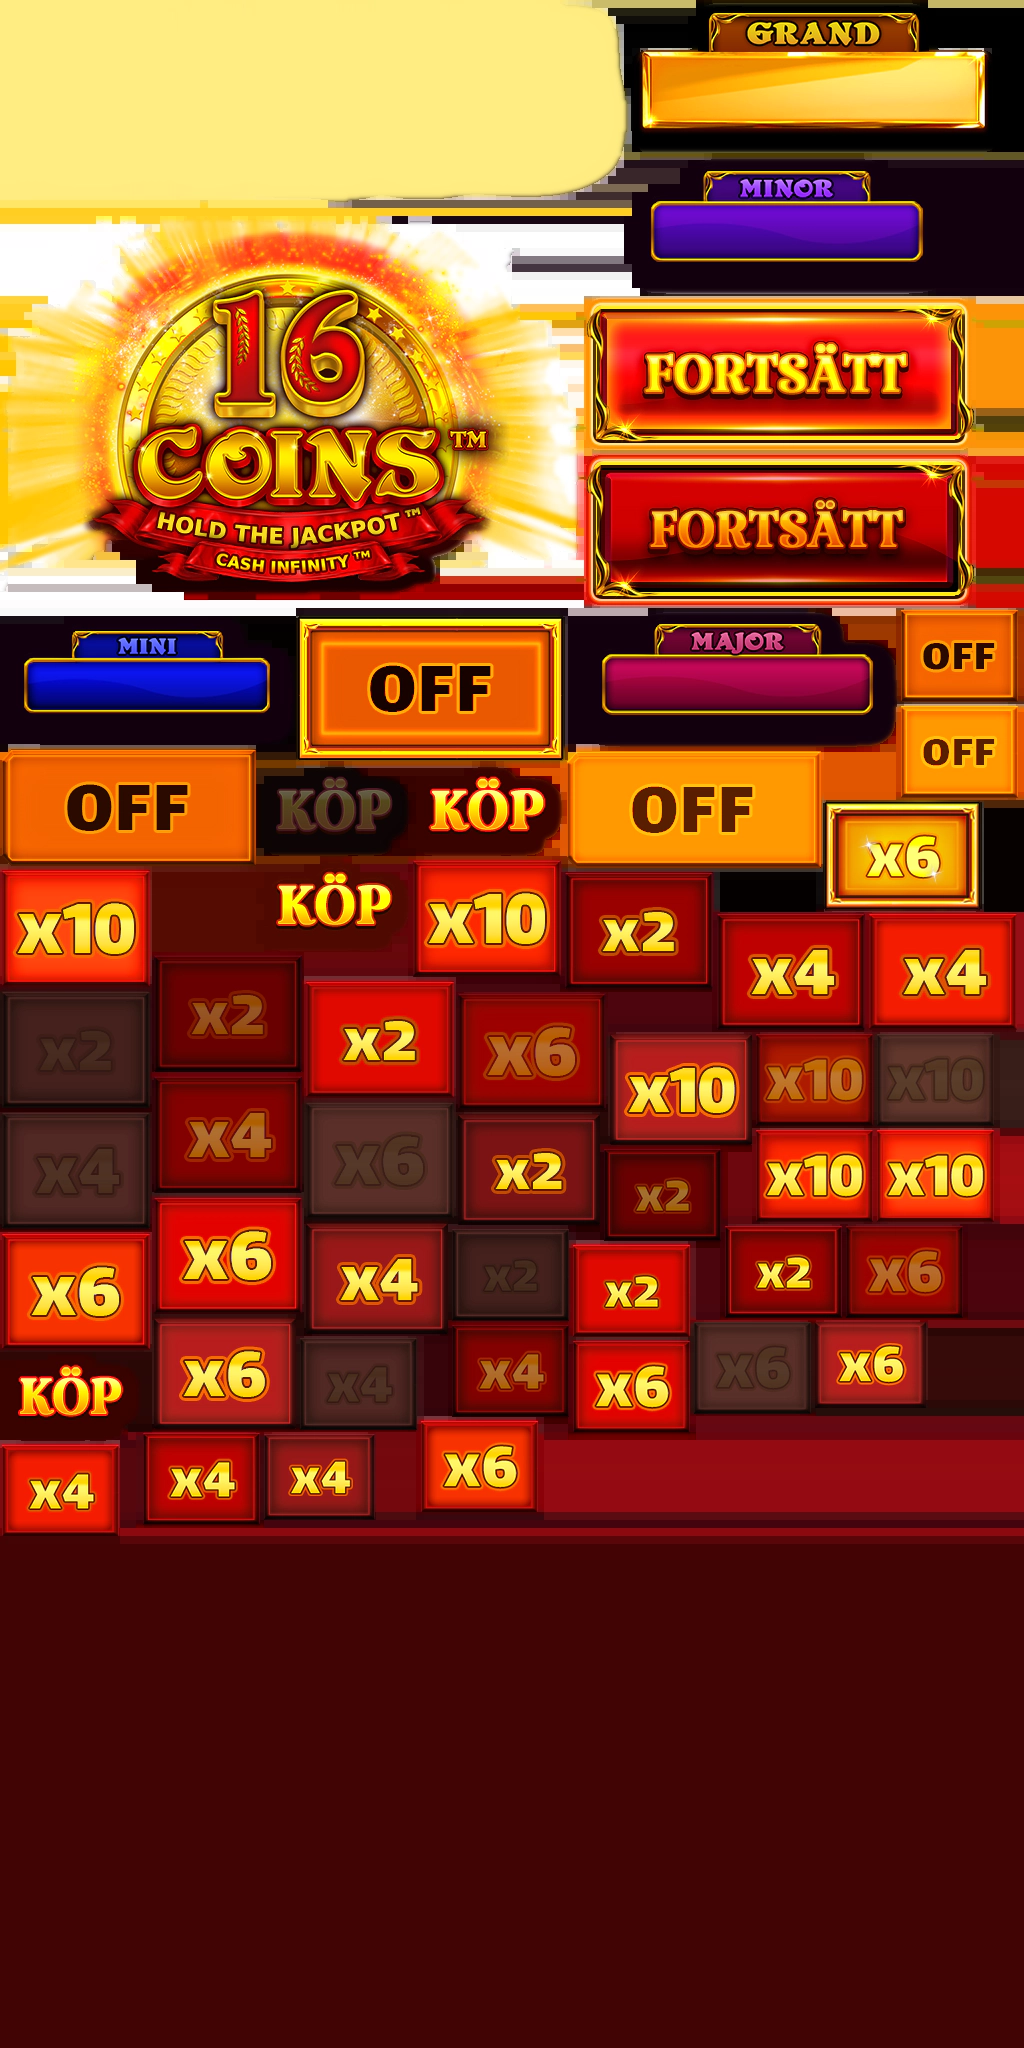 GRAND
MINOR
16
COINS™
HOLD THE JACKPOT™
CASH INFINITY™
FORTSÄTT
FORTSÄTT
MINI
OFF
MAJOR
OFF
OFF
OFF
KÖP
KÖP
OFF
x6
x10
KÖP
x10
x2
x4
x4
x2
x2
x2
x6
x10
x10
x10
x4
x4
x6
x2
x2
x10
x10
x6
x6
x4
x2
x2
x2
x6
KÖP
x6
x4
x4
x6
x6
x6
x4
x4
x4
x6